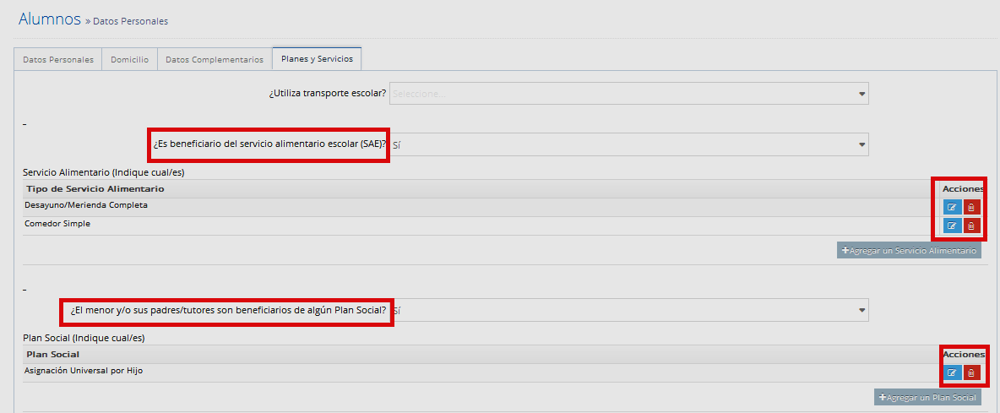 Alumnos » Datos Personales
Datos Personales Domicilio Datos Complementarios Planes y Servicios
¿Utiliza transporte escolar? Seleccione...
¿Es beneficiario del servicio alimentario escolar (SAE)? Sí
Servicio Alimentario (Indique cual/es)
Tipo de Servicio Alimentario Acciones
Desayuno/Merienda Completa
Comedor Simple
+Agregar un Servicio Alimentario
¿El menor y/o sus padres/tutores son beneficiarios de algún Plan Social? Sí
Plan Social (Indique cual/es)
Plan Social Acciones
Asignación Universal por Hijo
+Agregar un Plan Social